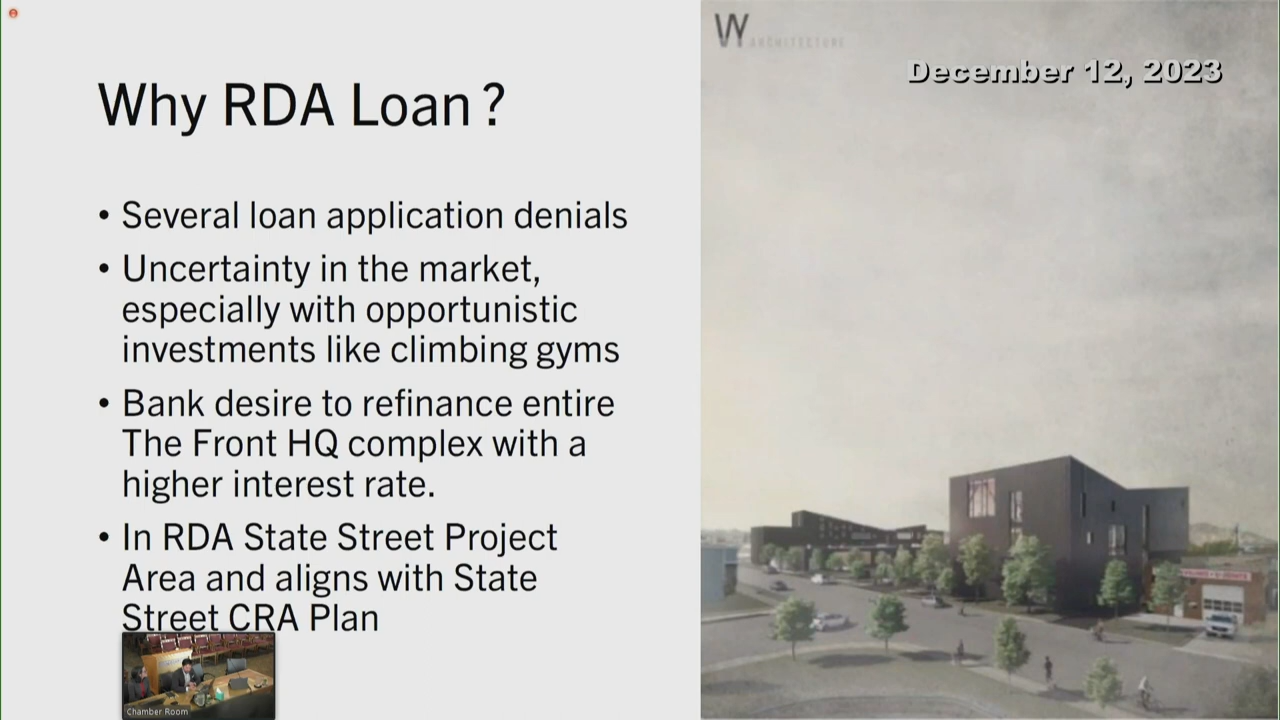 Why RDA Loan ?
• Several loan application denials
• Uncertainty in the market,
especially with opportunistic
investments like climbing gyms
• Bank desire to refinance entire
The Front HQ complex with a
higher interest rate.
• In RDA State Street Project
Area and aligns with State
Street CRA Plan
Chamber Room
W ARCHITECTURE
December 12, 2023